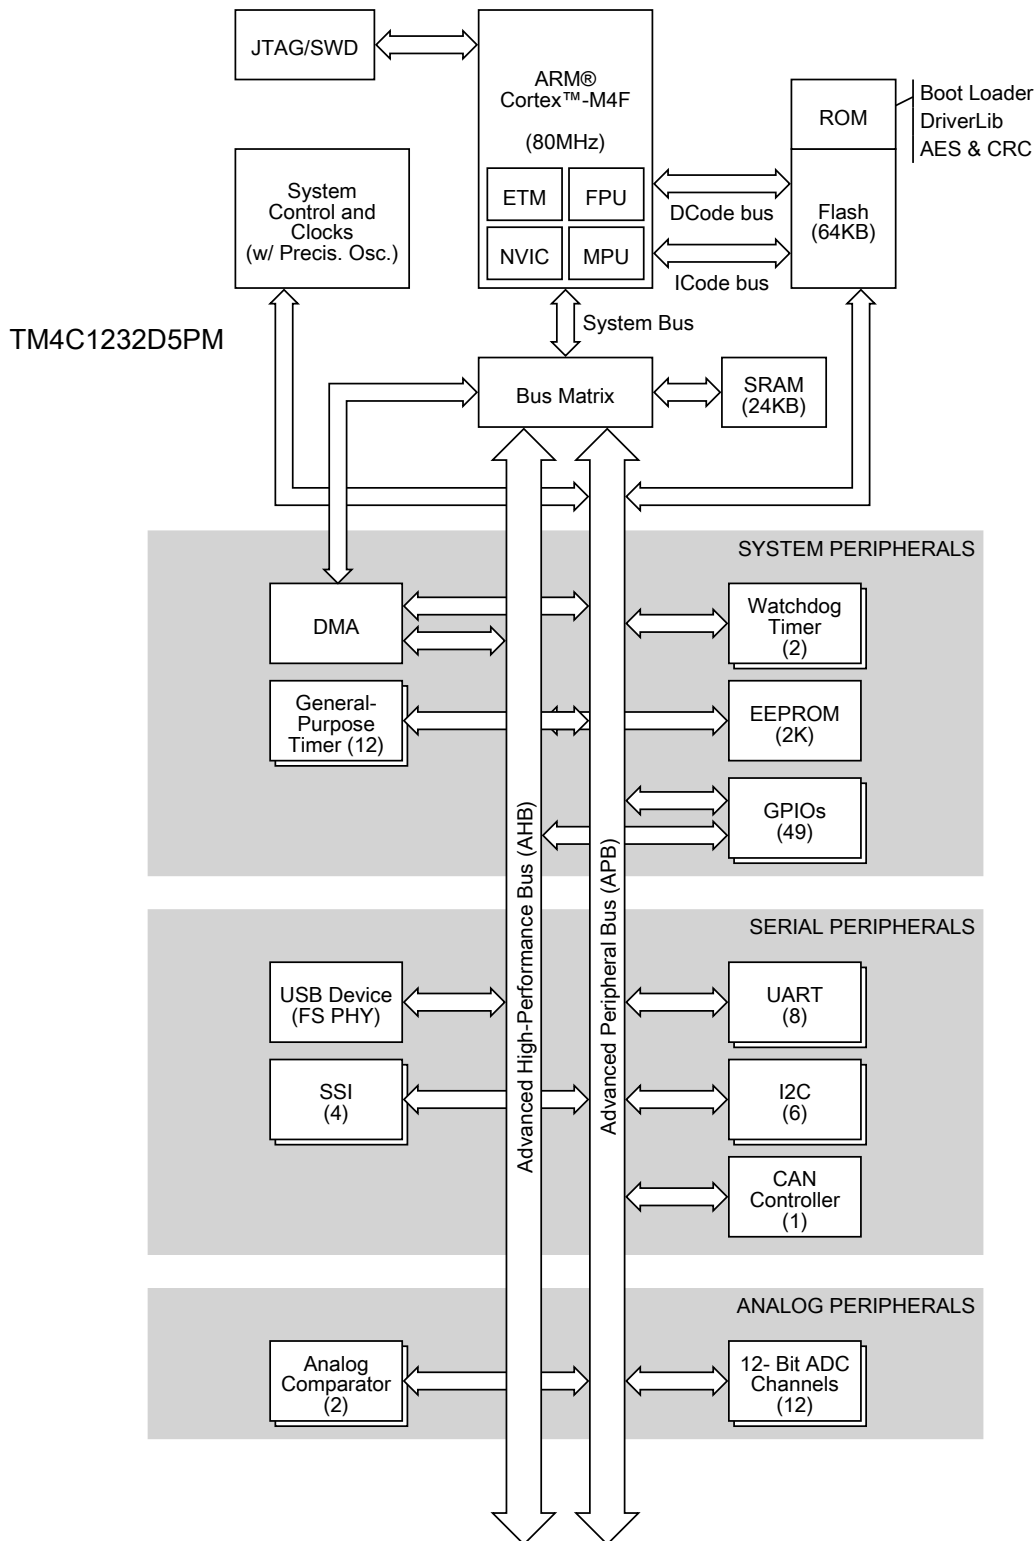 JTAG/SWD
ARM®
Cortex™-M4F
(80MHz)
ETM
FPU
NVIC
MPU
ROM
Boot Loader
DriverLib
AES & CRC
Flash
(64KB)
DCode bus
ICode bus
System
Control and
Clocks
(w/ Precis. Osc.)
System Bus
TM4C1232D5PM
Bus Matrix
SRAM
(24KB)
SYSTEM PERIPHERALS
DMA
Watchdog
Timer
(2)
General-
Purpose
Timer (12)
EEPROM
(2K)
GPIOs
(49)
Advanced High-Performance Bus (AHB)
Advanced Peripheral Bus (APB)
SERIAL PERIPHERALS
USB Device
(FS PHY)
UART
(8)
SSI
(4)
I2C
(6)
CAN
Controller
(1)
ANALOG PERIPHERALS
Analog
Comparator
(2)
12- Bit ADC
Channels
(12)